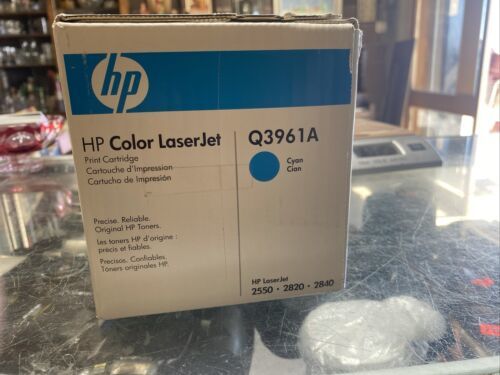 hp
HP Color LaserJet
Print Cartridge
Cartouche d'Impression
Cartucho de Impresión
Q3961A
Cyan
Cian
Precise. Reliable.
Original HP Toners.
les toners HP d'origine :
précis et fiables.
Precisos. Confiables.
Tóners originales HP.
HP LaserJet
2550 • 2820 • 2840